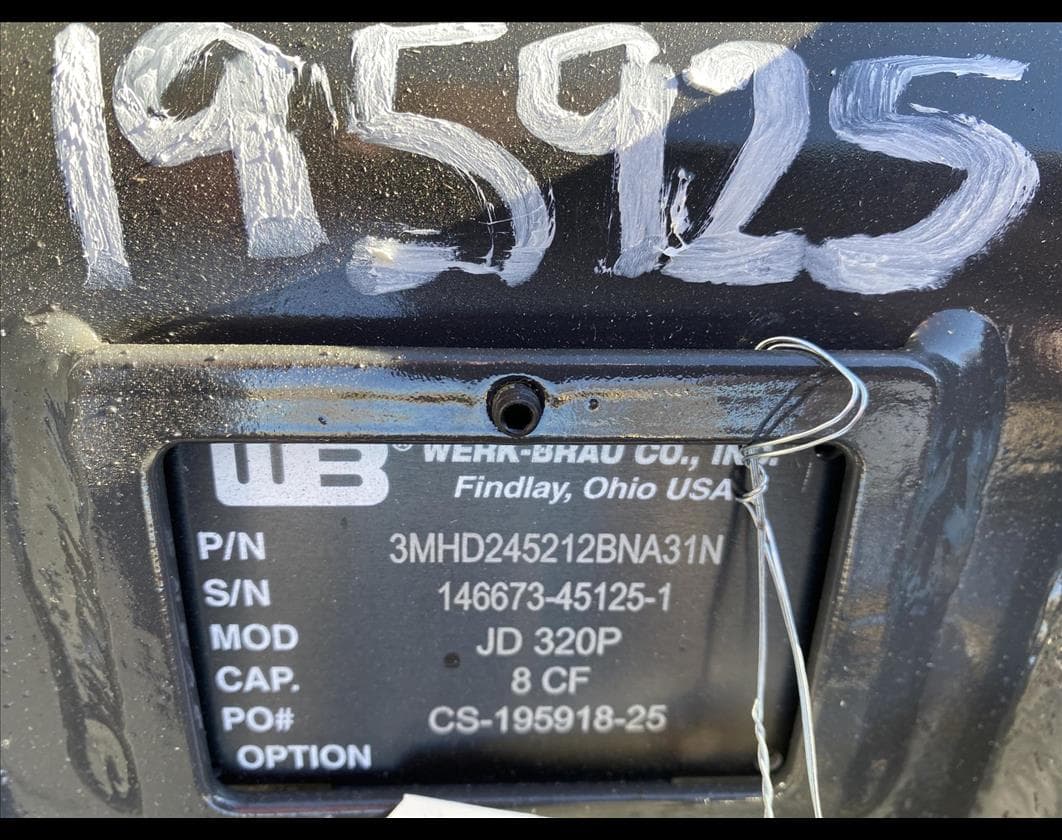 195925
WB ® WERK-BRAU CO., INC.
Findlay, Ohio USA
P/N 3MHD245212BNA31N
S/N 146673-45125-1
MOD JD 320P
CAP. 8 CF
PO# CS-195918-25
OPTION